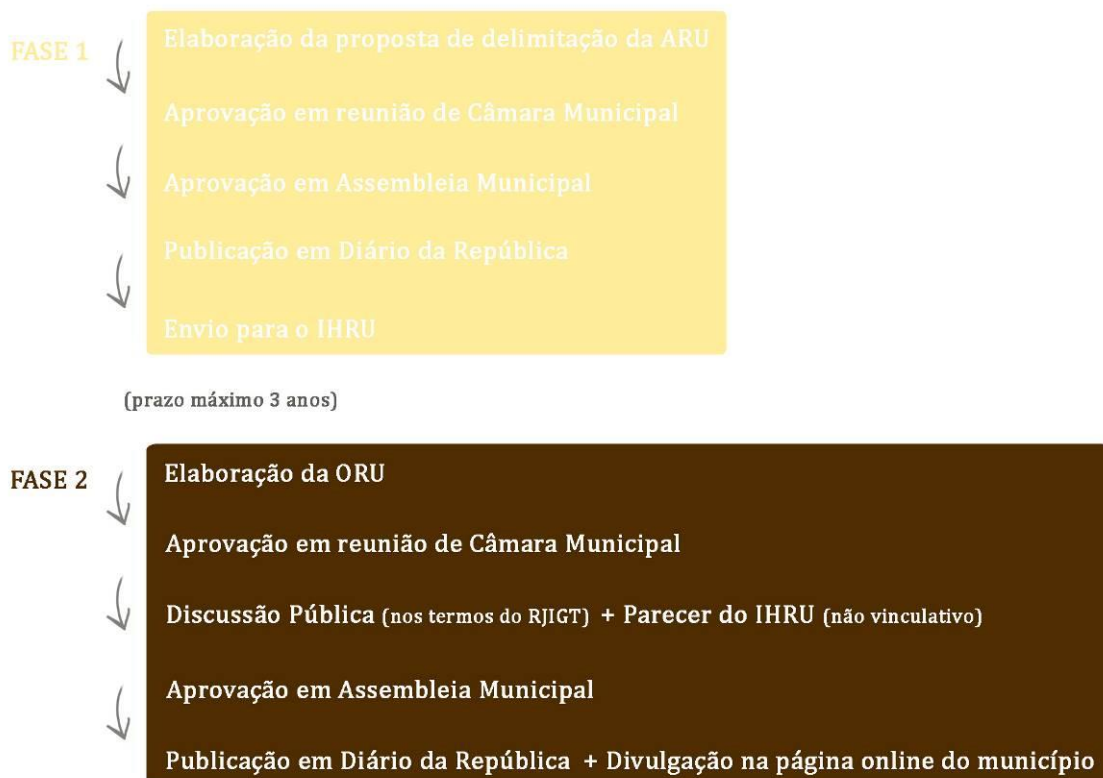 FASE 1
Elaboração da proposta de delimitação da ARU
Aprovação em reunião de Câmara Municipal
Aprovação em Assembleia Municipal
Publicação em Diário da República
Envio para o IHRU
(prazo máximo 3 anos)
FASE 2
Elaboração da ORU
Aprovação em reunião de Câmara Municipal
Discussão Pública (nos termos do RJIGT) + Parecer do IHRU (não vinculativo)
Aprovação em Assembleia Municipal
Publicação em Diário da República + Divulgação na página online do município